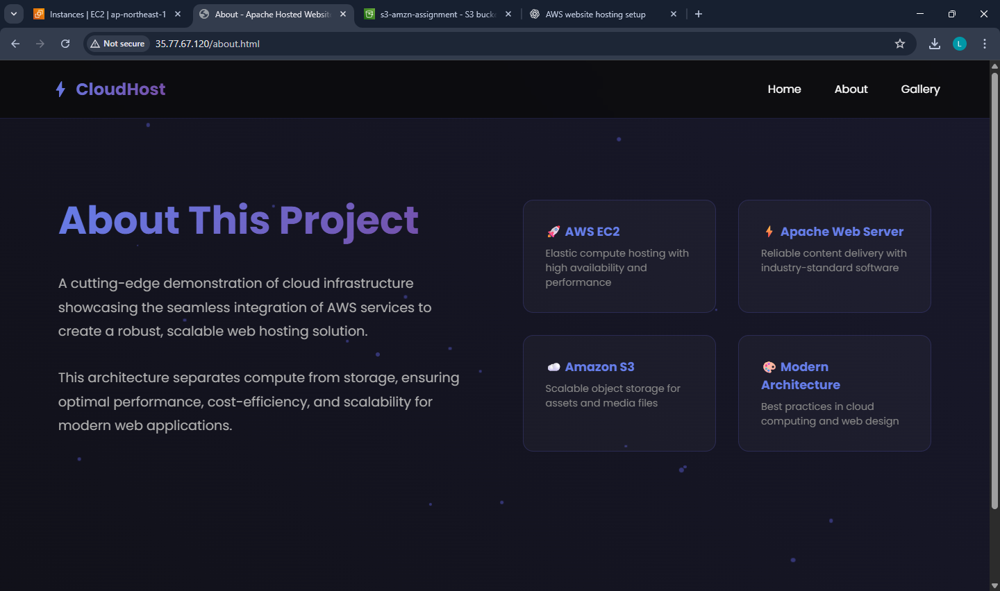 Instances | EC2 | ap-northeast-1
About - Apache Hosted Website
s3-amzn-assignment - S3 bucke
AWS website hosting setup
Not secure
35.77.67.120/about.html
L
CloudHost
Home
About
Gallery
About This Project
A cutting-edge demonstration of cloud infrastructure
showcasing the seamless integration of AWS services to
create a robust, scalable web hosting solution.
This architecture separates compute from storage, ensuring
optimal performance, cost-efficiency, and scalability for
modern web applications.
🚀 AWS EC2
Elastic compute hosting with
high availability and
performance
⚡ Apache Web Server
Reliable content delivery with
industry-standard software
☁️ Amazon S3
Scalable object storage for
assets and media files
🎨 Modern
Architecture
Best practices in cloud
computing and web design